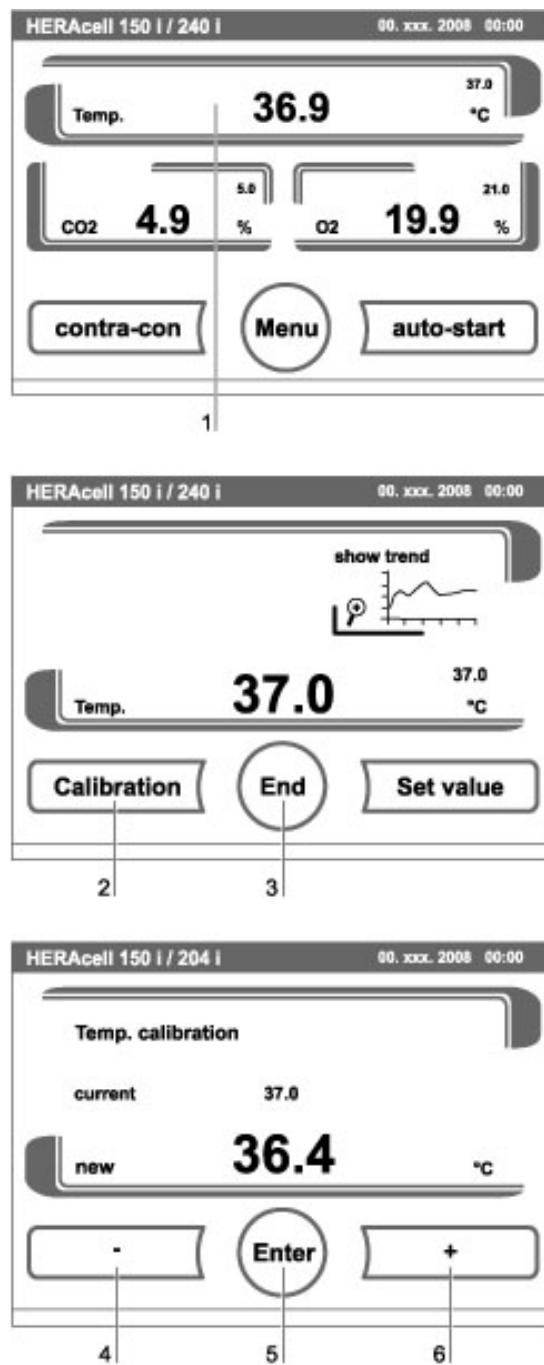 HERAcell 150 i / 240 i 00. xxx. 2008 00:00
37.0
Temp. 36.9 °C
5.0 21.0
CO2 4.9 % O2 19.9 %
contra-con Menu auto-start
1
HERAcell 150 i / 240 i 00. xxx. 2008 00:00
show trend
37.0
Temp. 37.0 °C
Calibration End Set value
2 3
HERAcell 150 i / 204 i 00. xxx. 2008 00:00
Temp. calibration
current 37.0
new 36.4 °C
- Enter +
4 5 6